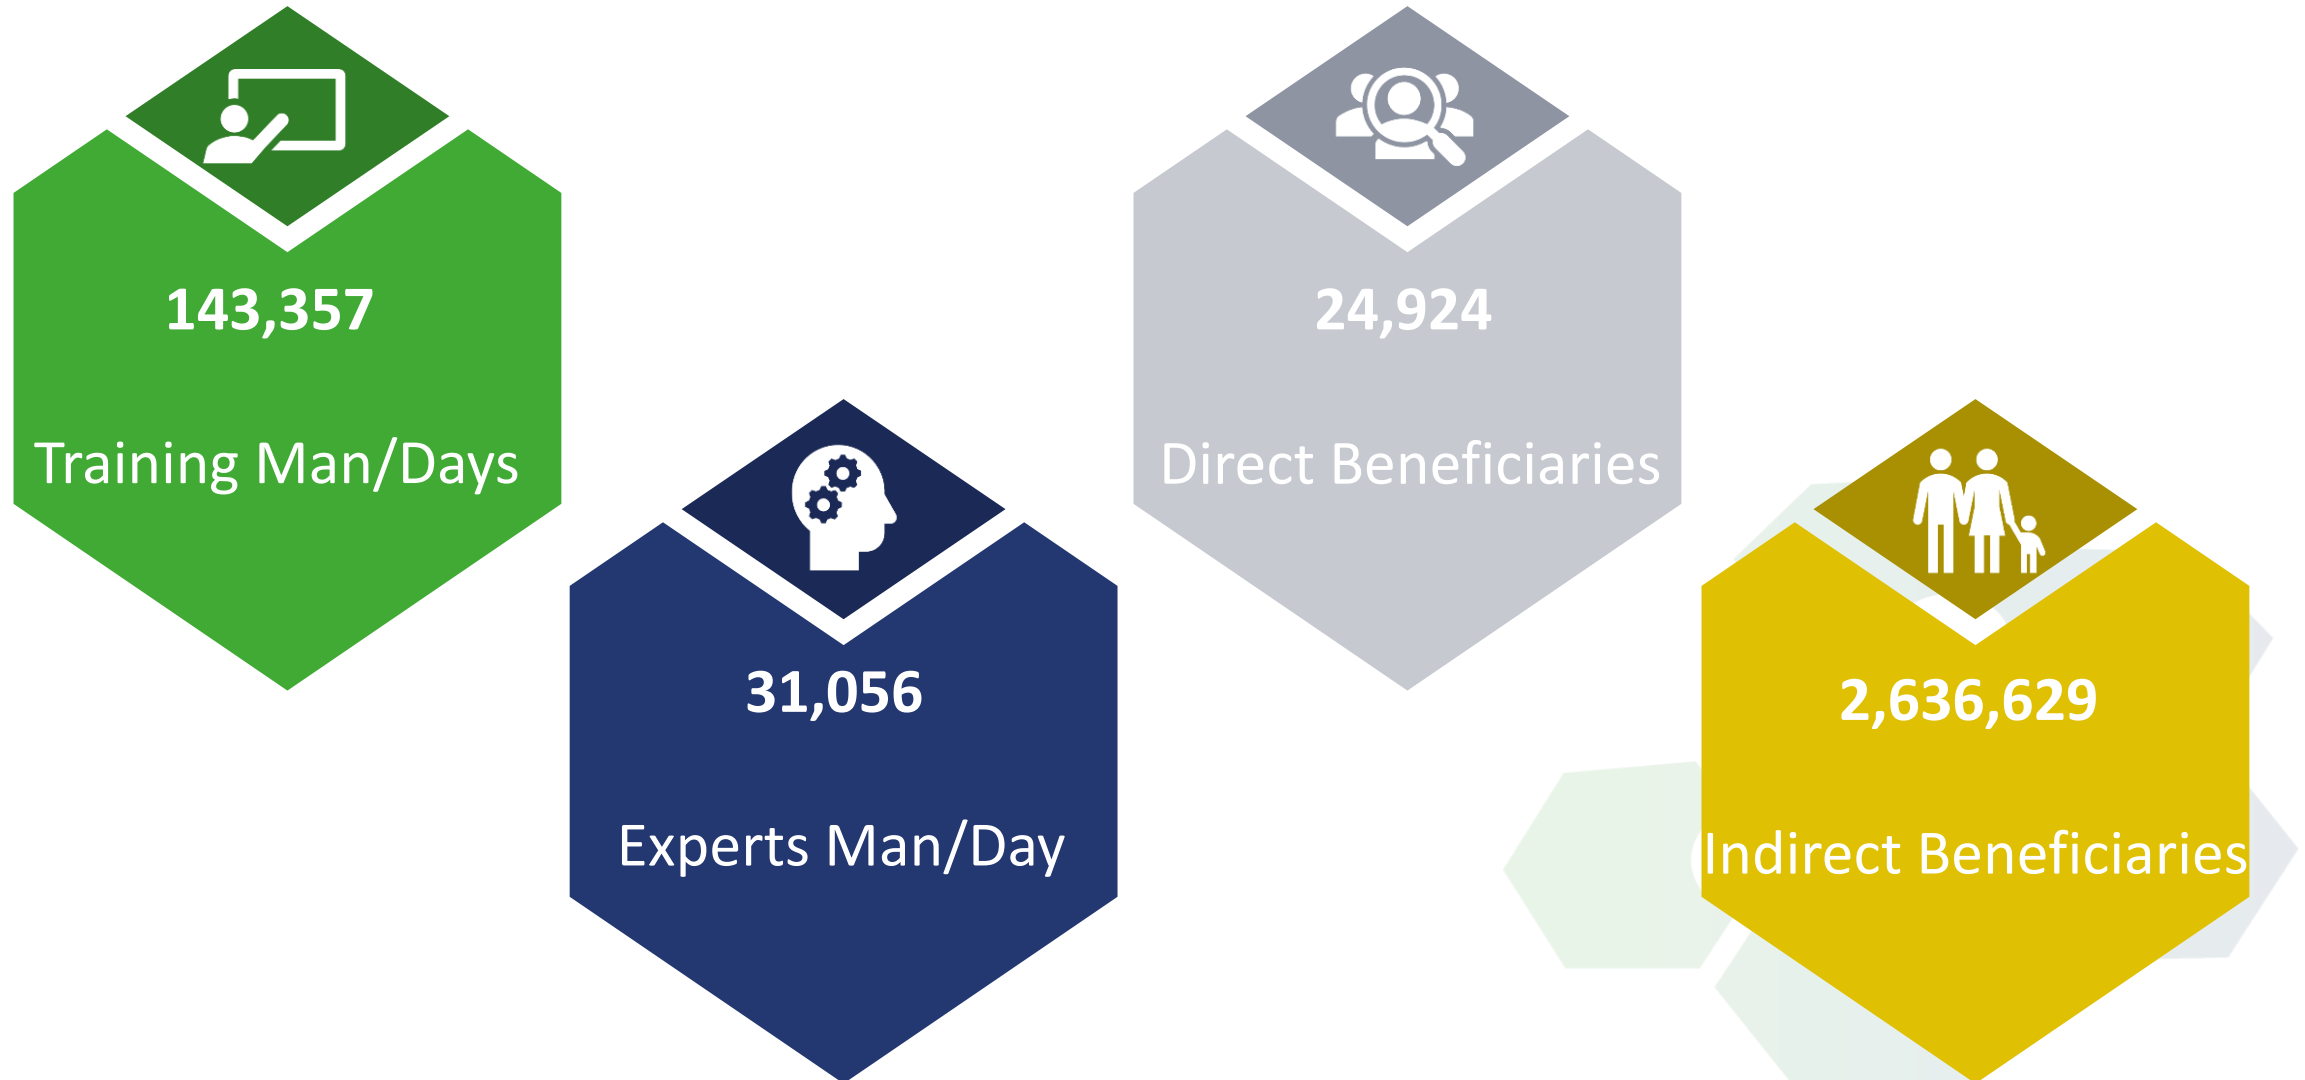 143,357
Training Man/Days
31,056
Experts Man/Day
24,924
Direct Beneficiaries
2,636,629
Indirect Beneficiaries